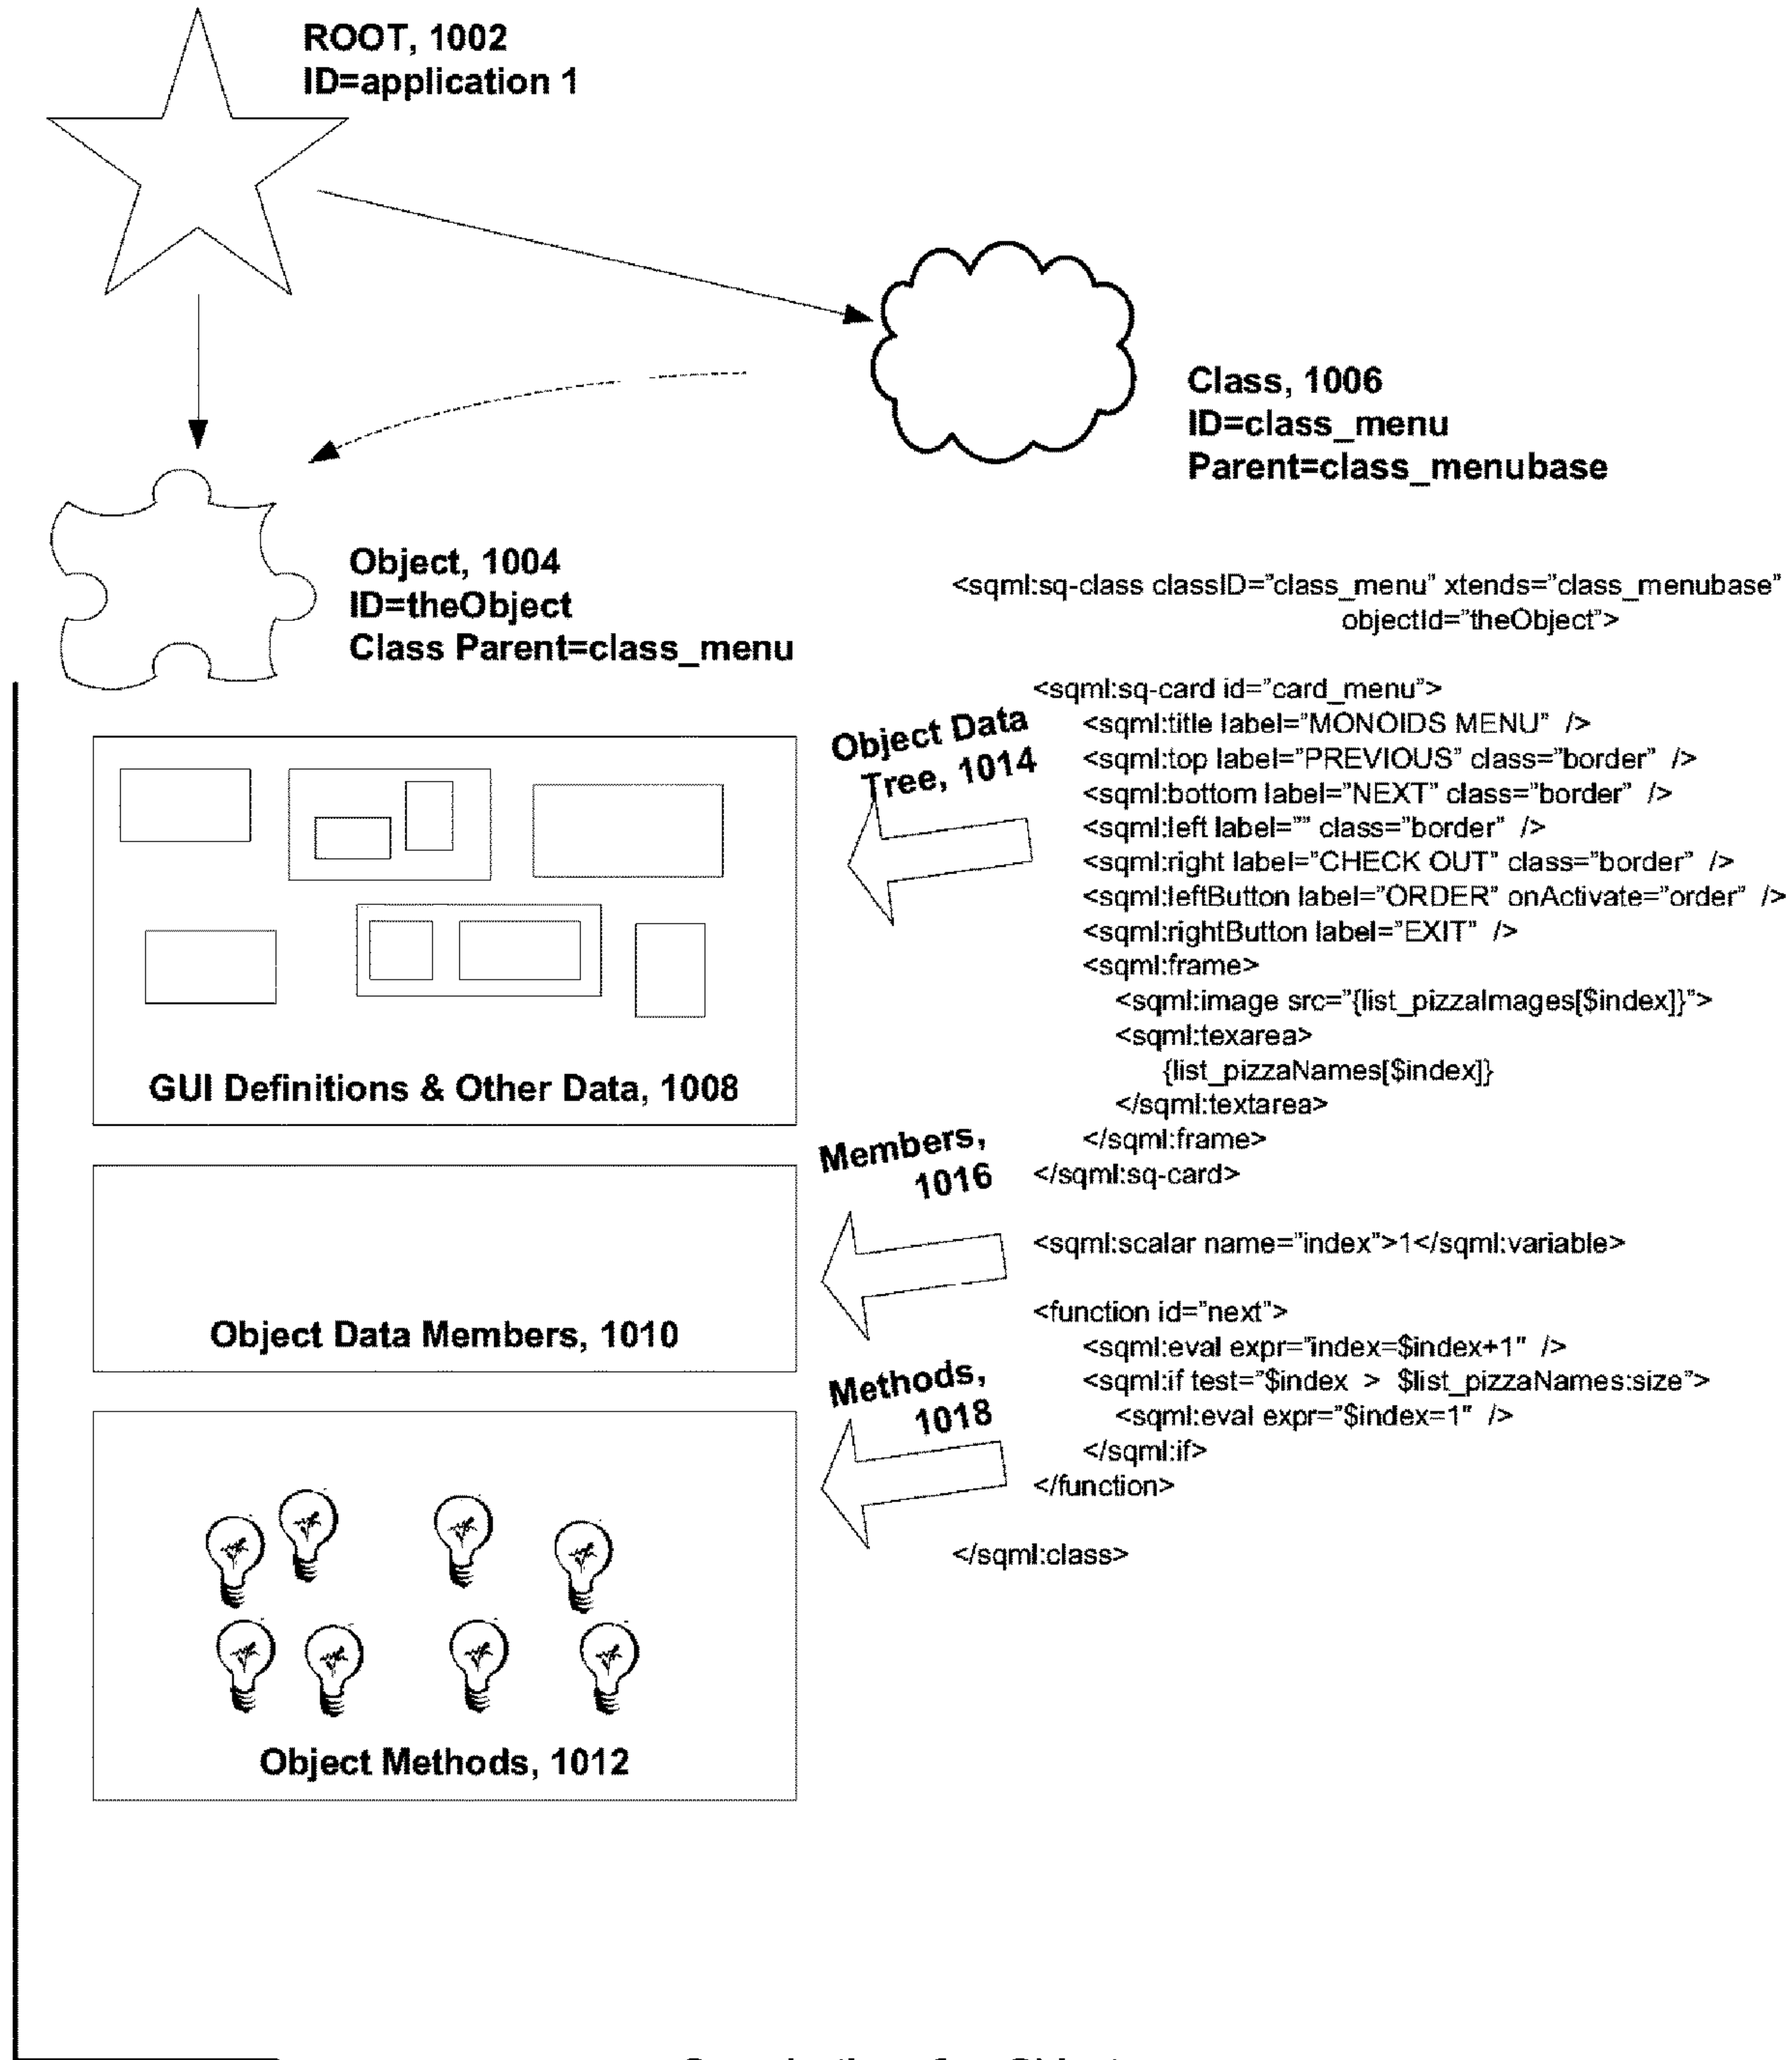 ROOT, 1002
ID=application 1
Class, 1006
ID=class_menu
Parent=class_menubase
Object, 1004
ID=theObject
Class Parent=class_menu
<sqml:sq-class classID="class_menu" xtends="class_menubase"
objectId="theObject">
Object Data
Tree, 1014
<sqml:sq-card id="card_menu">
<sqml:title label="MONOIDS MENU" />
<sqml:top label="PREVIOUS" class="border" />
<sqml:bottom label="NEXT" class="border" />
<sqml:left label="" class="border" />
<sqml:right label="CHECK OUT" class="border" />
<sqml:leftButton label="ORDER" onActivate="order" />
<sqml:rightButton label="EXIT" />
<sqml:frame>
<sqml:image src="{list_pizzaImages[$index]}">
<sqml:texarea>
{list_pizzaNames[$index]}
</sqml:textarea>
</sqml:frame>
</sqml:sq-card>
GUI Definitions & Other Data, 1008
Members,
1016
<sqml:scalar name="index">1</sqml:variable>
Object Data Members, 1010
Methods,
1018
<function id="next">
<sqml:eval expr="index=$index+1" />
<sqml:if test="$index > $list_pizzaNames:size">
<sqml:eval expr="$index=1" />
</sqml:if>
</function>
</sqml:class>
Object Methods, 1012